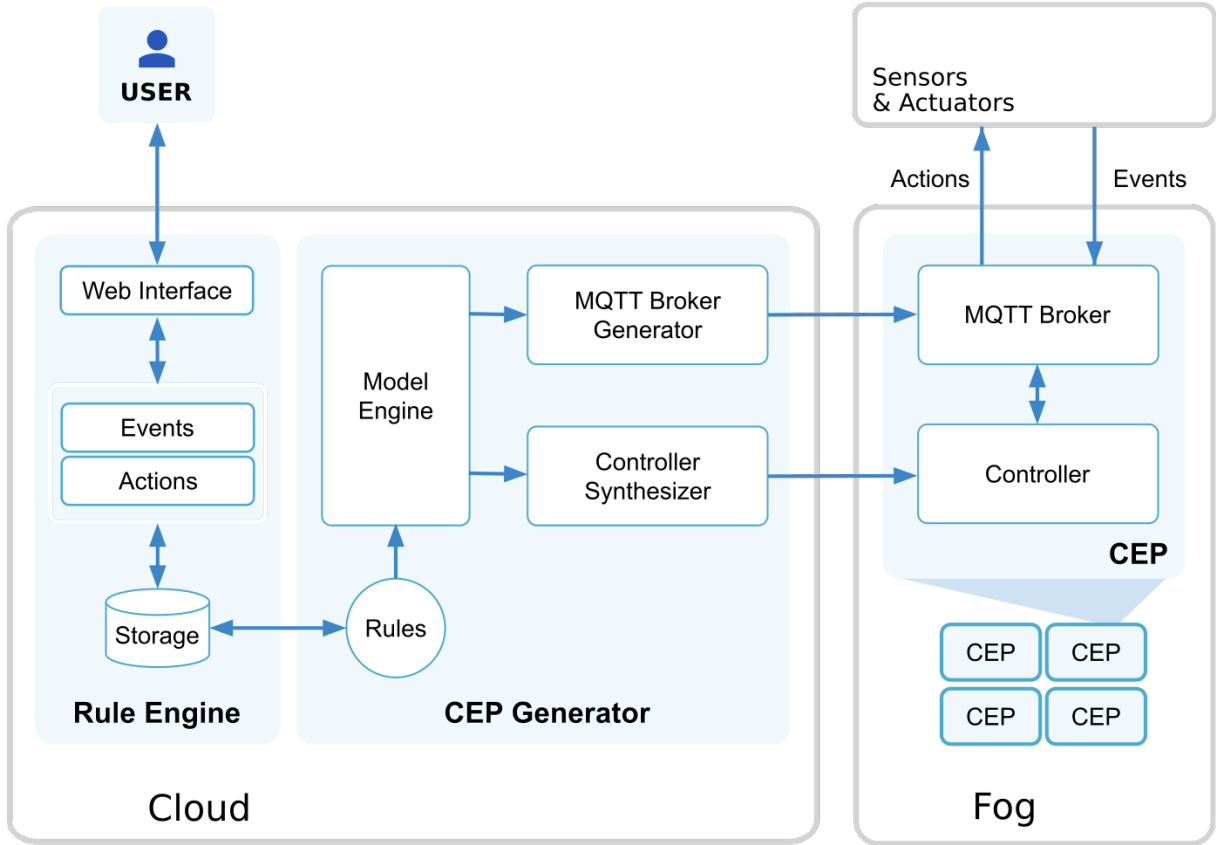 USER
Sensors
& Actuators
Actions
Events
Web Interface
Events
Actions
Storage
Rule Engine
Model
Engine
Rules
MQTT Broker
Generator
Controller
Synthesizer
CEP Generator
Cloud
MQTT Broker
Controller
CEP
CEP
CEP
CEP
CEP
Fog